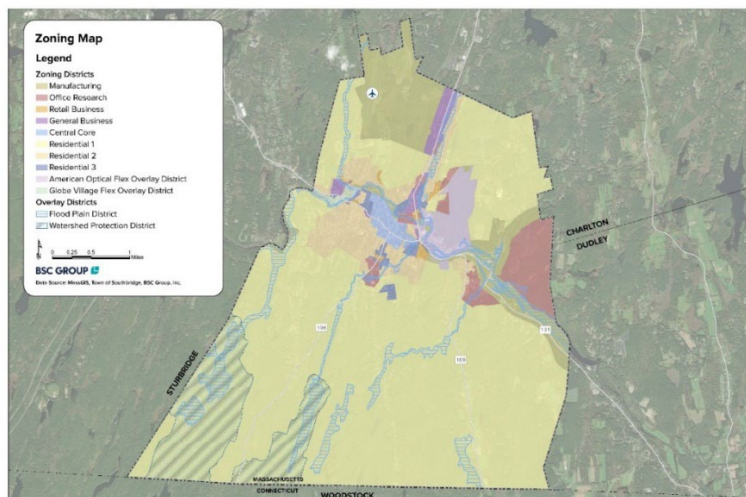 Zoning Map
Legend
Zoning Districts
Manufacturing
Office Research
Retail Business
General Business
Central Core
Residential 1
Residential 2
Residential 3
American Optical Flex Overlay District
Globe Village Flex Overlay District
Overlay Districts
Flood Plain District
Watershed Protection District
N
0 0.25 0.5 1
Miles
BSC GROUP
Data Source: MassGIS, Town of Southbridge, BSC Group, Inc.
CHARLTON
DUDLEY
131
198
169
STURBRIDGE
MASSACHUSETTS
CONNECTICUT
WOODSTOCK